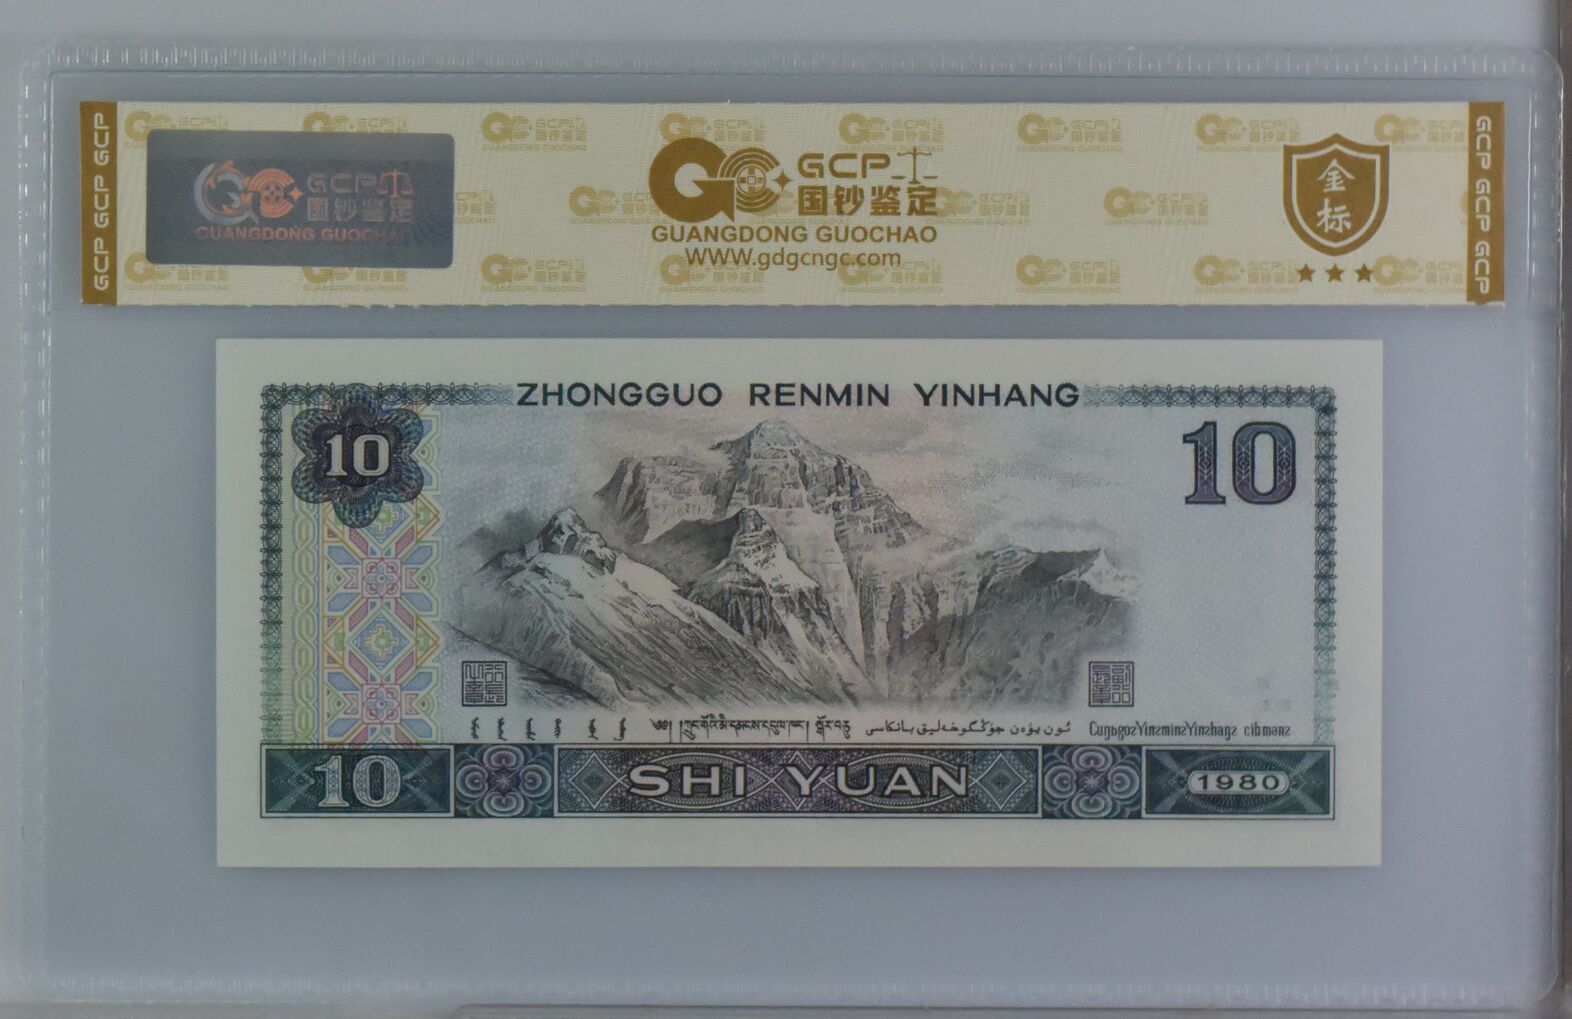 GCP
国钞鉴定
GUANGDONG GUOCHAO
WWW.gdgcngc.com
GCP
国钞鉴定
GUANGDONG GUOCHAO
金标
GCP GCP GCP
GCP GCP GCP
ZHONGGUO RENMIN YINHANG
10
10
SHI YUAN
10
1980